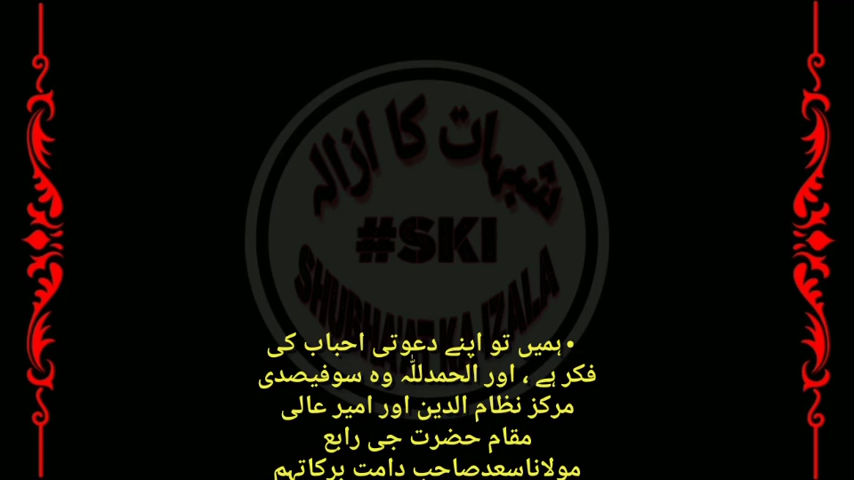 شبہات کا ازالہ
#SKI
SHUBHAAT KA IZALA
•ہمیں تو اپنے دعوتی احباب کی
فکر ہے ، اور الحمدللّٰہ وہ سوفیصدی
مرکز نظام الدین اور امیر عالی
مقام حضرت جی رابع
مولاناسعدصاحب دامت برکاتہم